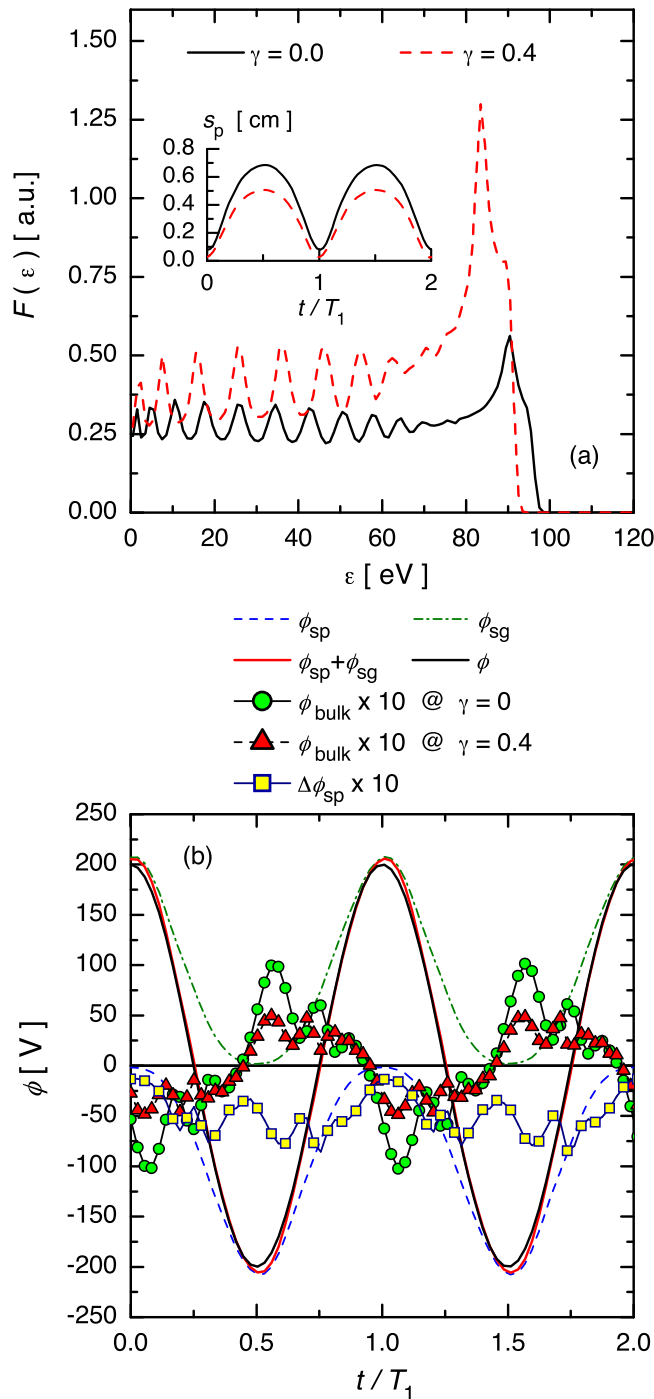 1.50
γ = 0.0 γ = 0.4
1.25
s_p [ cm ]
0.8
0.6
1.00
0.4
0.2
F ( ε ) [ a.u. ]
0.0
0 1 2
0.75
t / T_1
0.50
0.25
(a)
0.00
0 20 40 60 80 100 120
ε [ eV ]
ϕ_sp ϕ_sg
ϕ_sp+ϕ_sg ϕ
ϕ_bulk x 10 @ γ = 0
ϕ_bulk x 10 @ γ = 0.4
Δϕ_sp x 10
250
(b)
200
150
100
50
ϕ [ V ]
0
-50
-100
-150
-200
-250
0.0 0.5 1.0 1.5 2.0
t / T_1